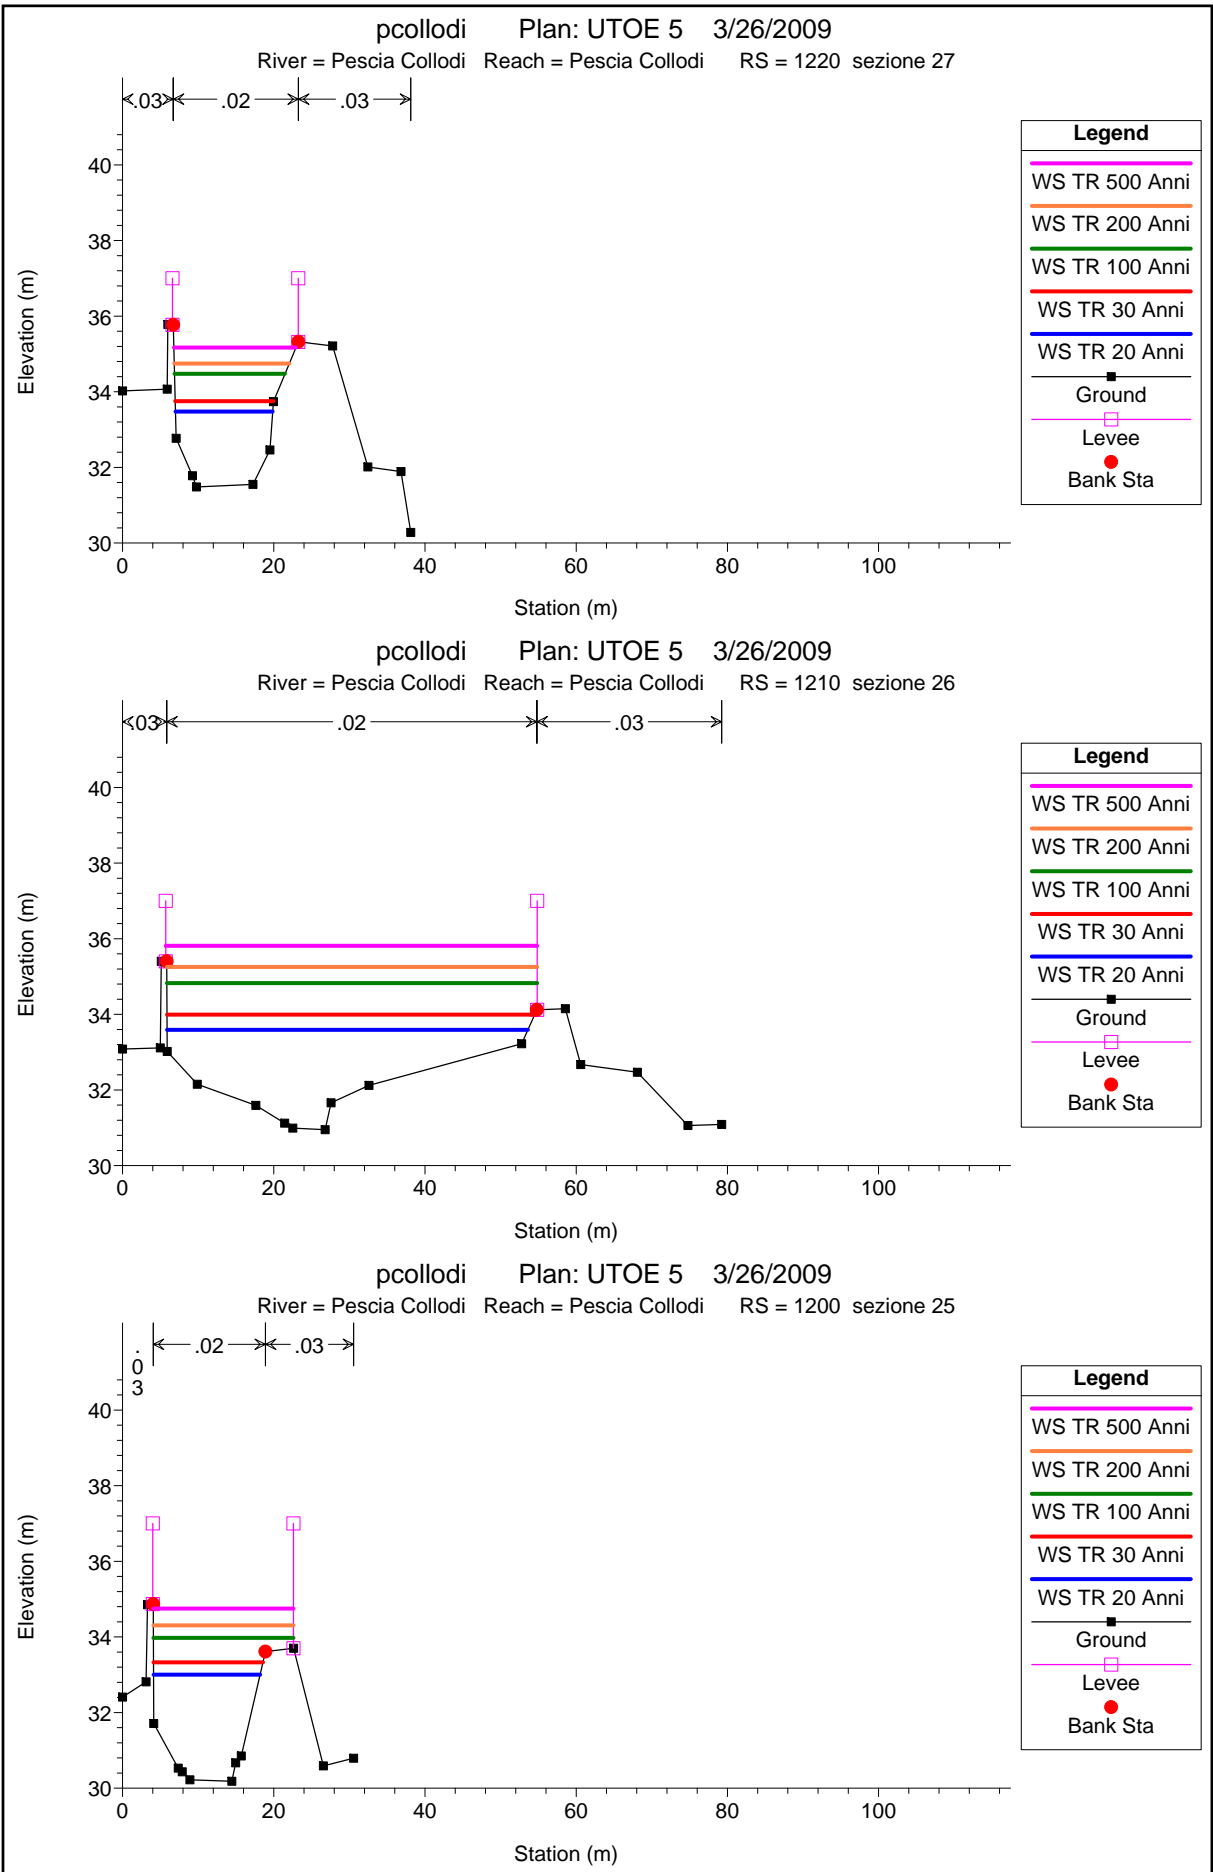 pcollodi Plan: UTOE 5 3/26/2009
River = Pescia Collodi Reach = Pescia Collodi RS = 1220 sezione 27
.03 .02 .03
Legend
WS TR 500 Anni
WS TR 200 Anni
WS TR 100 Anni
WS TR 30 Anni
WS TR 20 Anni
Ground
Levee
Bank Sta
40
38
36
34
32
30
Elevation (m)
0 20 40 60 80 100
Station (m)
pcollodi Plan: UTOE 5 3/26/2009
River = Pescia Collodi Reach = Pescia Collodi RS = 1210 sezione 26
.03 .02 .03
Legend
WS TR 500 Anni
WS TR 200 Anni
WS TR 100 Anni
WS TR 30 Anni
WS TR 20 Anni
Ground
Levee
Bank Sta
40
38
36
34
32
30
Elevation (m)
0 20 40 60 80 100
Station (m)
pcollodi Plan: UTOE 5 3/26/2009
River = Pescia Collodi Reach = Pescia Collodi RS = 1200 sezione 25
.03 .02 .03
Legend
WS TR 500 Anni
WS TR 200 Anni
WS TR 100 Anni
WS TR 30 Anni
WS TR 20 Anni
Ground
Levee
Bank Sta
40
38
36
34
32
30
Elevation (m)
0 20 40 60 80 100
Station (m)